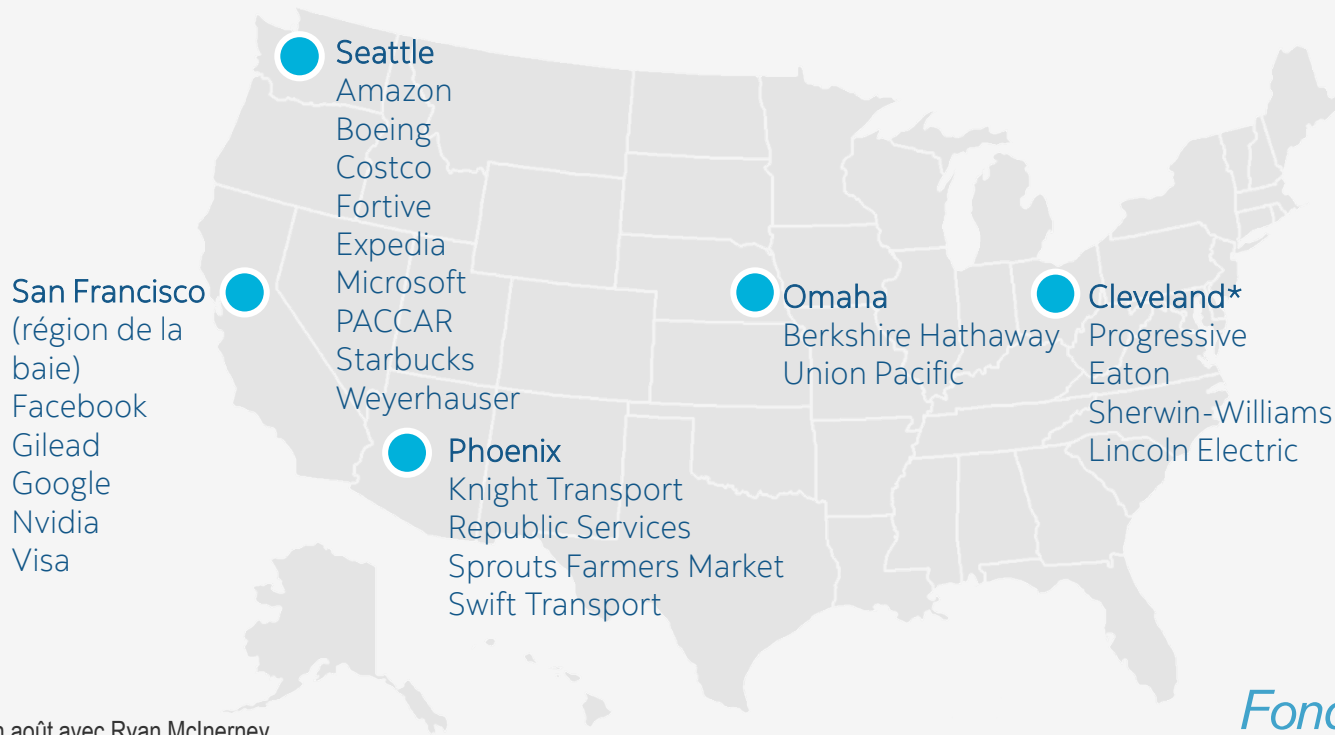 Seattle
Amazon
Boeing
Costco
Fortive
Expedia
Microsoft
PACCAR
Starbucks
Weyerhauser
San Francisco
(région de la
baie)
Facebook
Gilead
Google
Nvidia
Visa
Phoenix
Knight Transport
Republic Services
Sprouts Farmers Market
Swift Transport
Omaha
Berkshire Hathaway
Union Pacific
Cleveland*
Progressive
Eaton
Sherwin-Williams
Lincoln Electric
août avec Ryan McInerney